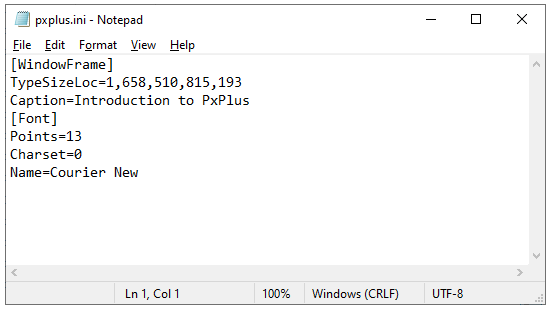 pxplus.ini - Notepad
File Edit Format View Help
[WindowFrame]
TypeSizeLoc=1,658,510,815,193
Caption=Introduction to PxPlus
[Font]
Points=13
Charset=0
Name=Courier New
Ln 1, Col 1 100% Windows (CRLF) UTF-8